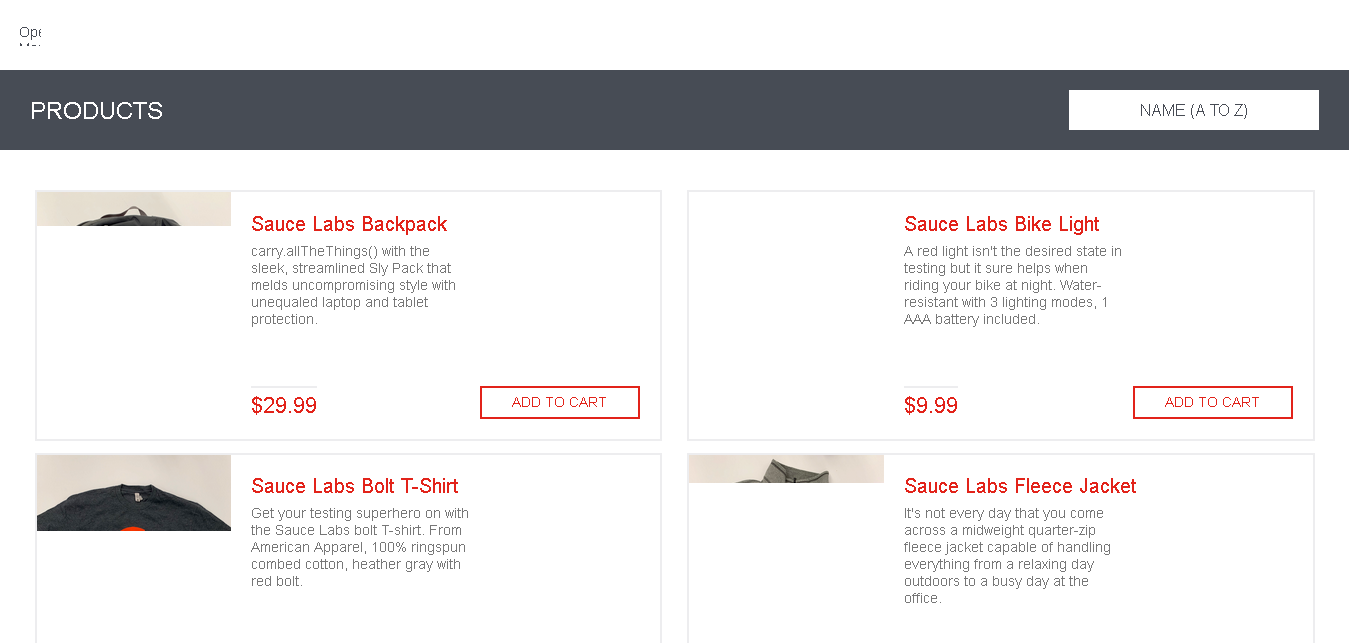 Ope
PRODUCTS
NAME (A TO Z)
Sauce Labs Backpack
carry.allTheThings() with the
sleek, streamlined Sly Pack that
melds uncompromising style with
unequaled laptop and tablet
protection.
$29.99
ADD TO CART
Sauce Labs Bike Light
A red light isn't the desired state in
testing but it sure helps when
riding your bike at night. Water-
resistant with 3 lighting modes, 1
AAA battery included.
$9.99
ADD TO CART
Sauce Labs Bolt T-Shirt
Get your testing superhero on with
the Sauce Labs bolt T-shirt. From
American Apparel, 100% ringspun
combed cotton, heather gray with
red bolt.
Sauce Labs Fleece Jacket
It's not every day that you come
across a midweight quarter-zip
fleece jacket capable of handling
everything from a relaxing day
outdoors to a busy day at the
office.